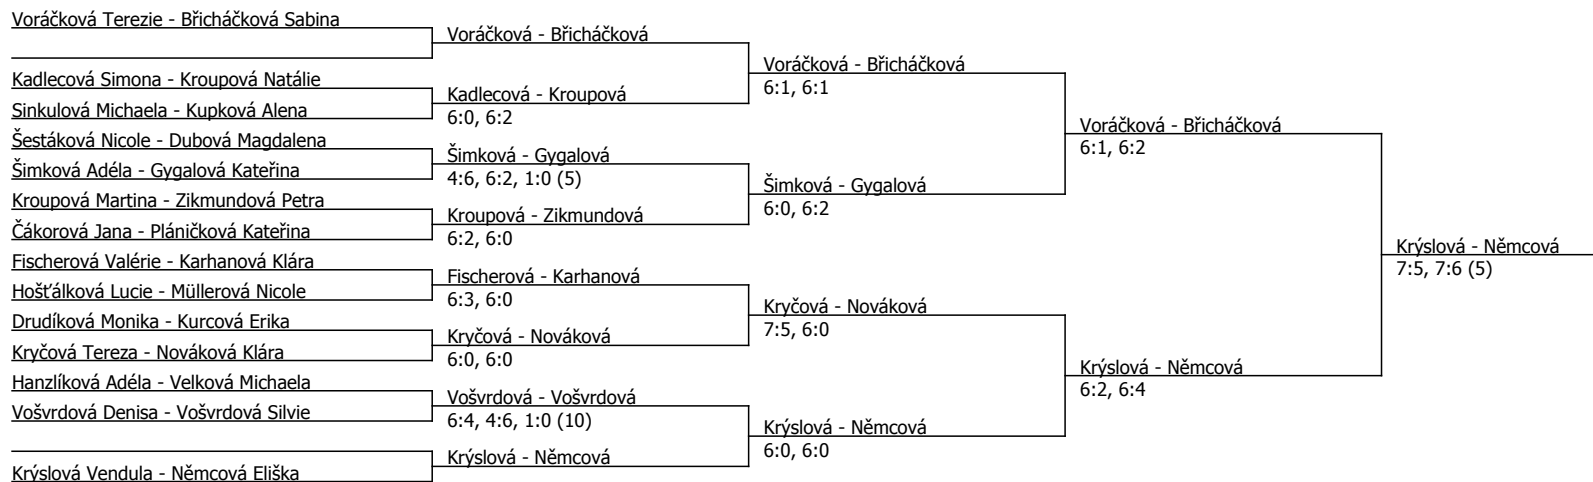 Voráčková Terezie - Břicháčková Sabina
Kadlecová Simona - Kroupová Natálie
Sinkulová Michaela - Kupková Alena
Šestáková Nicole - Dubová Magdalena
Šimková Adéla - Gygalová Kateřina
Kroupová Martina - Zikmundová Petra
Čákorová Jana - Pláničková Kateřina
Fischerová Valérie - Karhanová Klára
Hošťálková Lucie - Müllerová Nicole
Drudíková Monika - Kurcová Erika
Kryčová Tereza - Nováková Klára
Hanzlíková Adéla - Velková Michaela
Vošvrdová Denisa - Vošvrdová Silvie
Krýslová Vendula - Němcová Eliška
Voráčková - Břicháčková
Kadlecová - Kroupová
6:0, 6:2
Šimková - Gygalová
4:6, 6:2, 1:0 (5)
Kroupová - Zikmundová
6:2, 6:0
Fischerová - Karhanová
6:3, 6:0
Kryčová - Nováková
6:0, 6:0
Vošvrdová - Vošvrdová
6:4, 4:6, 1:0 (10)
Krýslová - Němcová
Voráčková - Břicháčková
6:1, 6:1
Šimková - Gygalová
6:0, 6:2
Kryčová - Nováková
7:5, 6:0
Krýslová - Němcová
6:0, 6:0
Voráčková - Břicháčková
6:1, 6:2
Krýslová - Němcová
6:2, 6:4
Krýslová - Němcová
7:5, 7:6 (5)